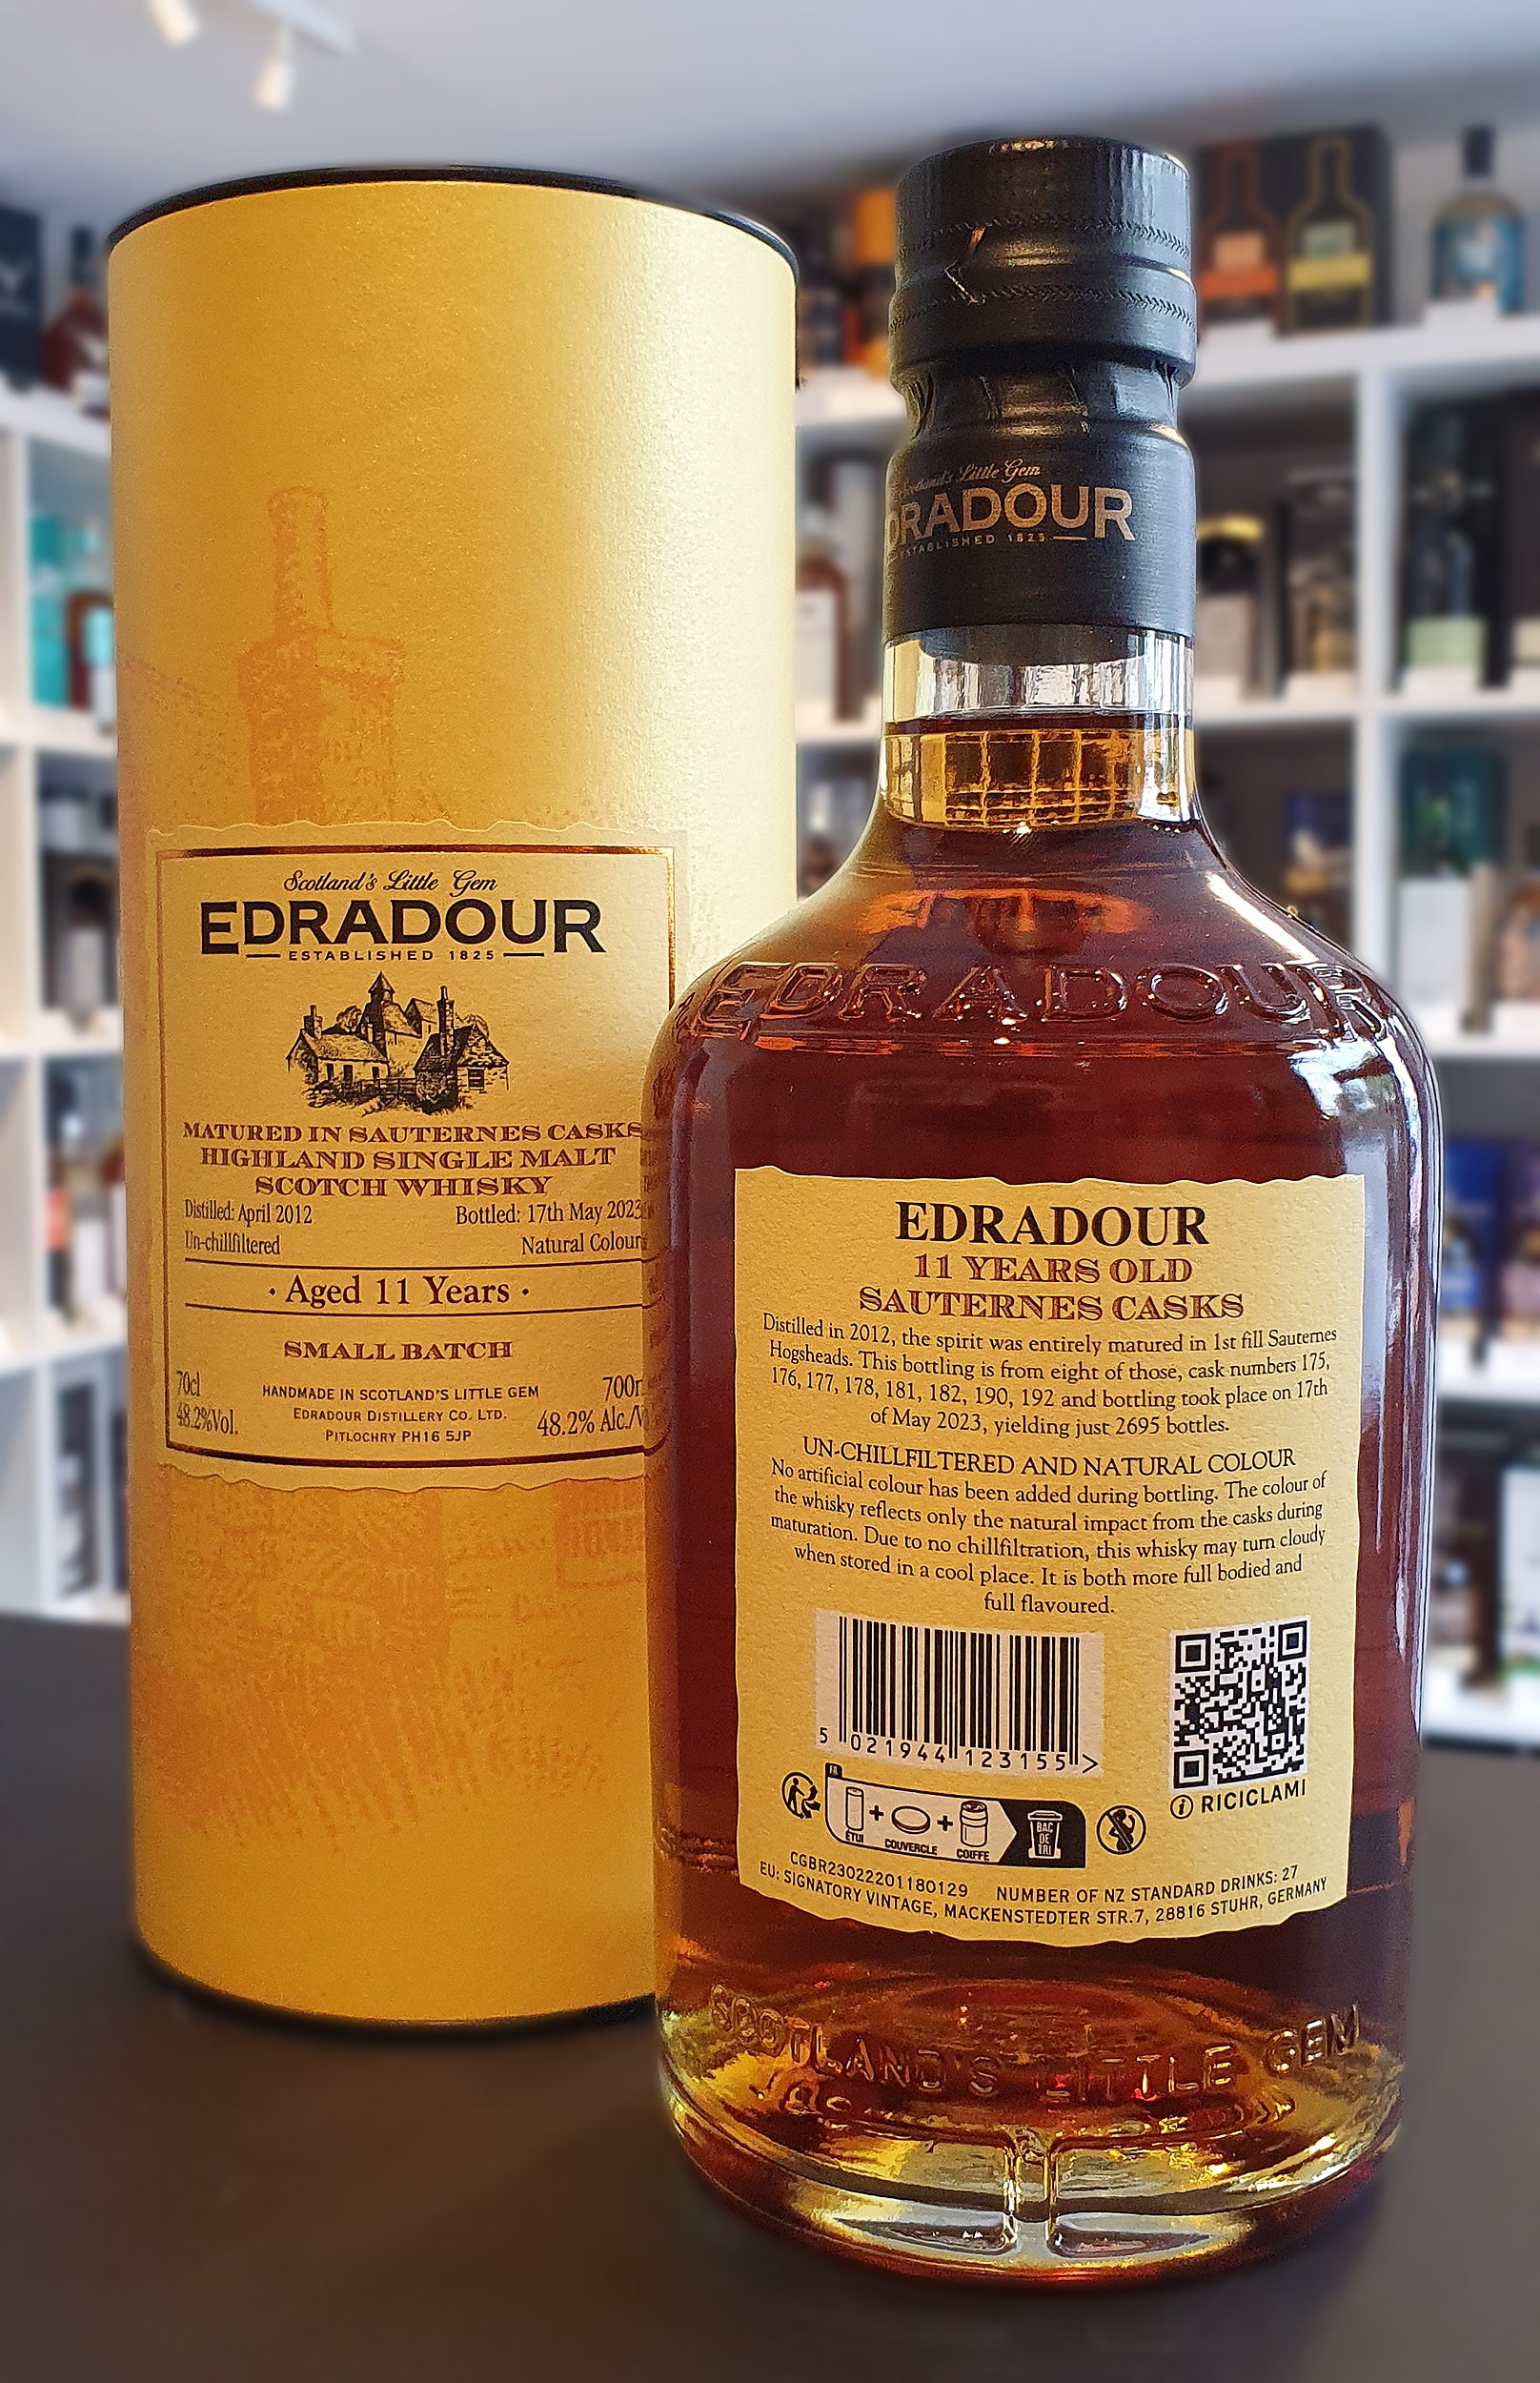 Scotland's Little Gem
EDRADOUR
ESTABLISHED 1825
MATURED IN SAUTERNES CASKS
HIGHLAND SINGLE MALT
SCOTCH WHISKY
Distilled: April 2012 Bottled: 17th May 2023
Un-chillfiltered Natural Colour
· Aged 11 Years ·
SMALL BATCH
70cl HANDMADE IN SCOTLAND'S LITTLE GEM
48.2%Vol. EDRADOUR DISTILLERY CO. LTD. 48.2%
PITLOCHRY PH16 5JP
Scotland's Little Gem
DRADOUR
ESTABLISHED 1825
EDRADOUR
EDRADOUR
11 YEARS OLD
SAUTERNES CASKS
Distilled in 2012, the spirit was entirely matured in 1st fill Sauternes
Hogsheads. This bottling is from eight of those, cask numbers 175,
176, 177, 178, 181, 182, 190, 192 and bottling took place on 17th
of May 2023, yielding just 2695 bottles.
UN-CHILLFILTERED AND NATURAL COLOUR
No artificial colour has been added during bottling. The colour of
the whisky reflects only the natural impact from the casks during
maturation. Due to no chillfiltration, this whisky may turn cloudy
when stored in a cool place. It is both more full bodied and
full flavoured.
5 021944 123155 >
FR
ÉTUI + COUVERCLE + COIFFE
BAC
DE
TRI
i RICICLAMI
CGBR23022201180129 NUMBER OF NZ STANDARD DRINKS: 27
EU: SIGNATORY VINTAGE, MACKENSTEDTER STR.7, 28816 STUHR, GERMANY
SCOTLAND'S LITTLE GEM